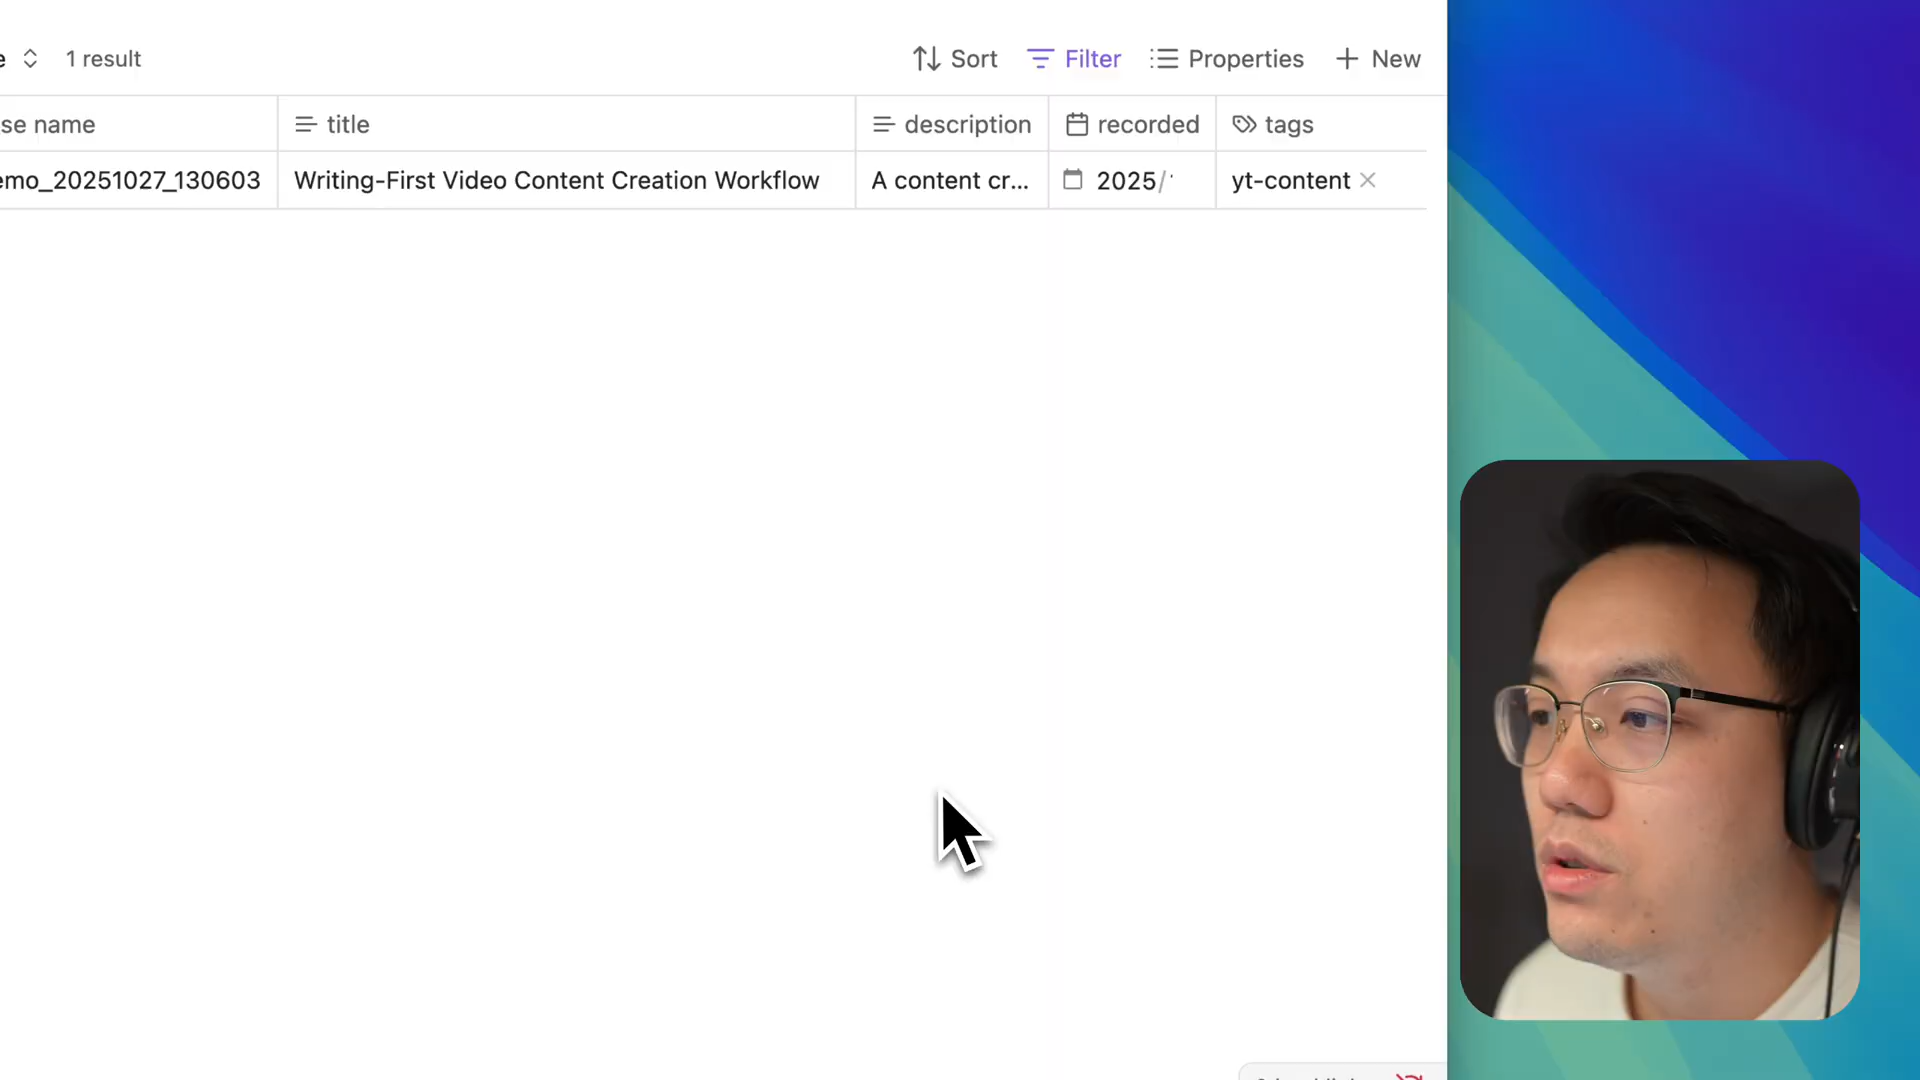 1 result Sort Filter Properties New
se name title description recorded tags
emo_20251027_130603 Writing-First Video Content Creation Workflow A content cr... 2025/ yt-content